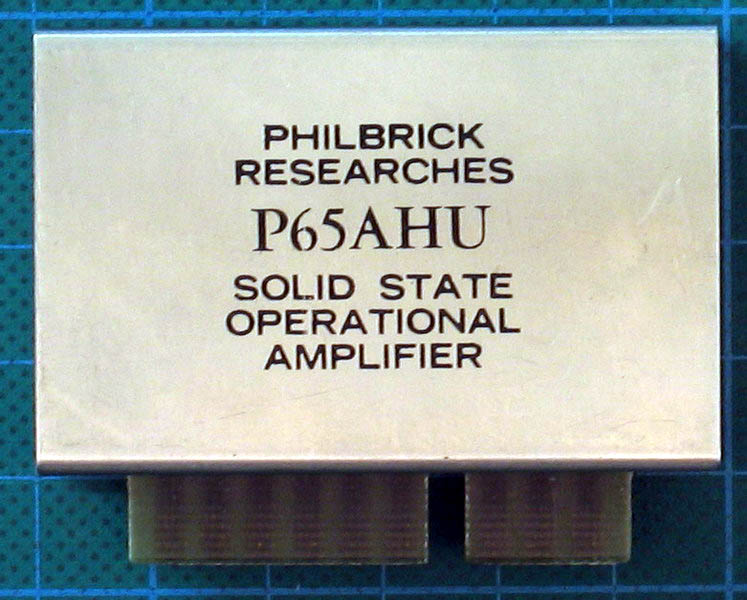 PHILBRICK
RESEARCHES
P65AHU
SOLID STATE
OPERATIONAL
AMPLIFIER